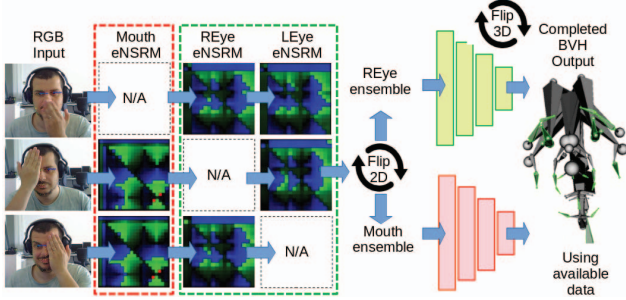 RGB
Input
Mouth
eNSRM
REye
eNSRM
LEye
eNSRM
Flip
3D
Completed
BVH
Output
N/A
N/A
N/A
REye
ensemble
Flip
2D
Mouth
ensemble
Using
available
data